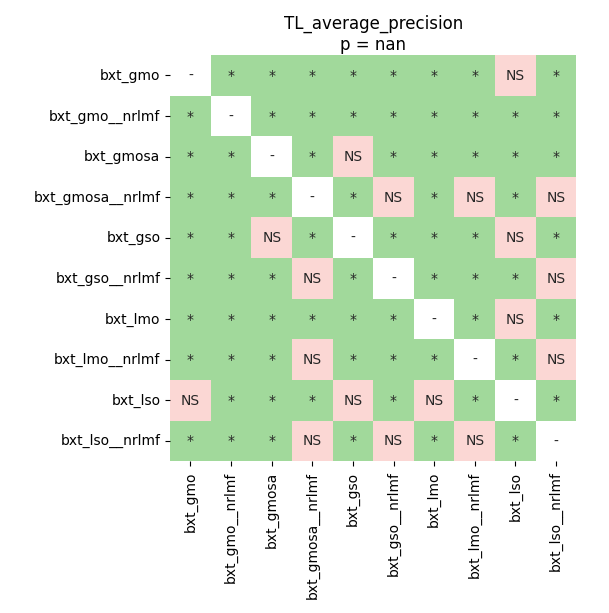 TL_average_precision
p = nan
bxt_gmo - * * * * * * * NS *
bxt_gmo__nrlmf * - * * * * * * * *
bxt_gmosa * * - * NS * * * * *
bxt_gmosa__nrlmf * * * - * NS * NS * NS
bxt_gso * * NS * - * * * NS *
bxt_gso__nrlmf * * * NS * - * * * NS
bxt_lmo * * * * * * - * NS *
bxt_lmo__nrlmf * * * NS * * * - * NS
bxt_lso NS * * * NS * NS * - *
bxt_lso__nrlmf * * * NS * NS * NS * -
bxt_gmo
bxt_gmo__nrlmf
bxt_gmosa
bxt_gmosa__nrlmf
bxt_gso
bxt_gso__nrlmf
bxt_lmo
bxt_lmo__nrlmf
bxt_lso
bxt_lso__nrlmf